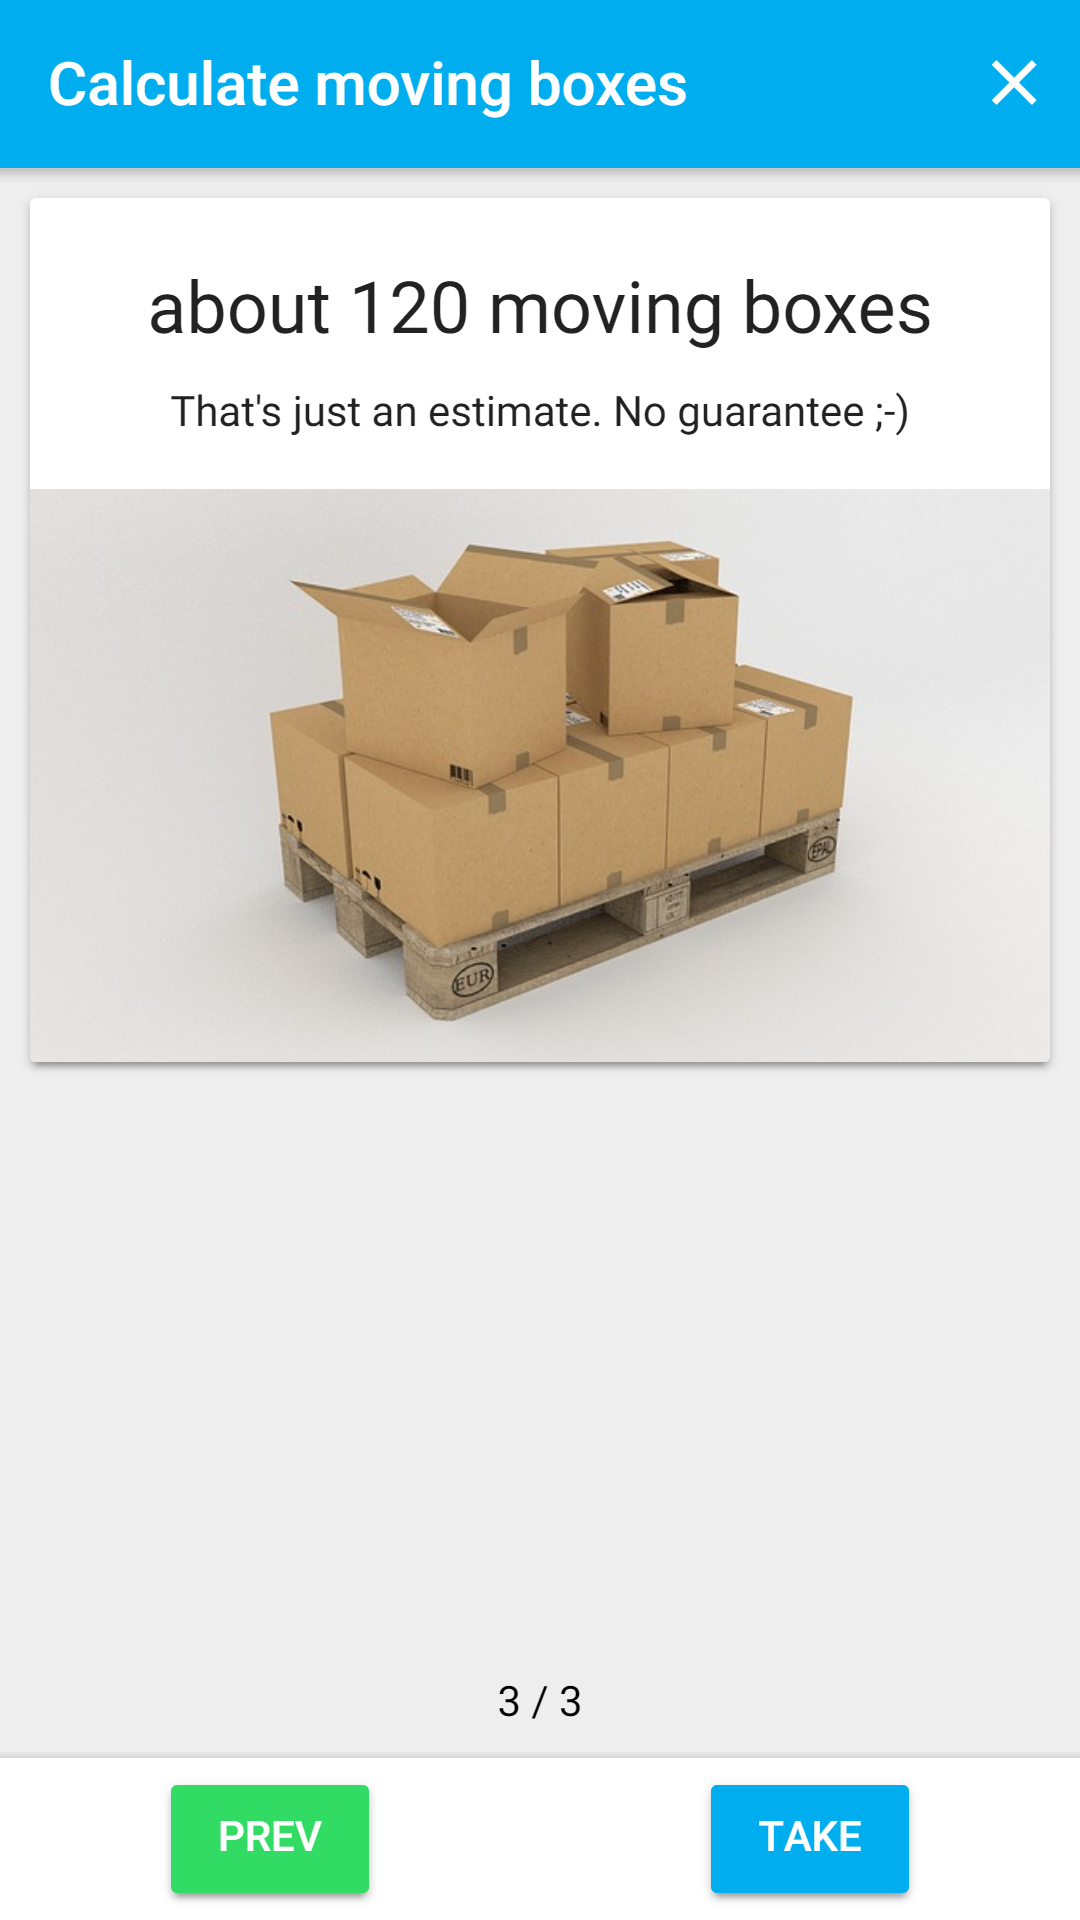 Calculate moving boxes
about 120 moving boxes
That's just an estimate. No guarantee ;-)
EPAL
EUR
3 / 3
PREV
TAKE